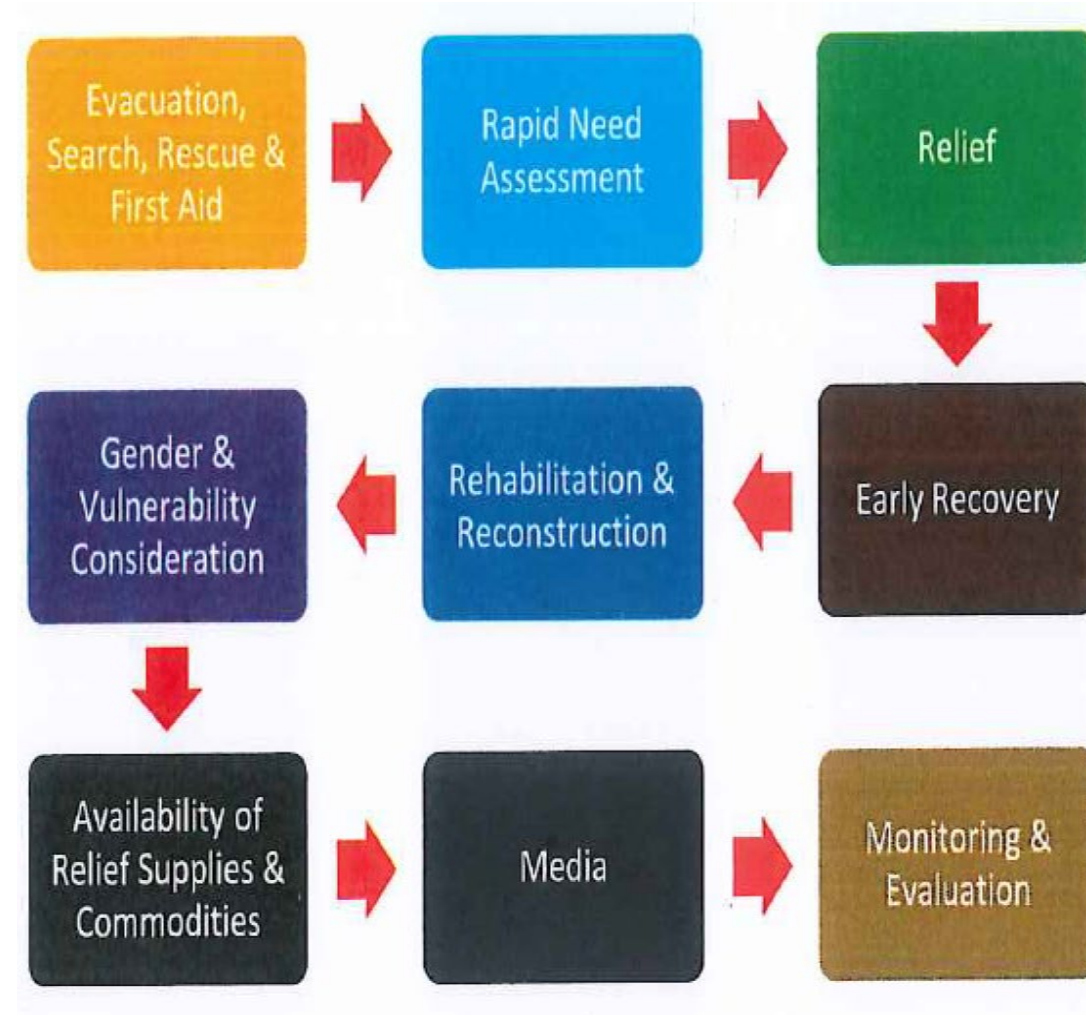 Evacuation,
Search, Rescue &
First Aid
Rapid Need
Assessment
Relief
Early Recovery
Rehabilitation &
Reconstruction
Gender &
Vulnerability
Consideration
Availability of
Relief Supplies &
Commodities
Media
Monitoring &
Evaluation